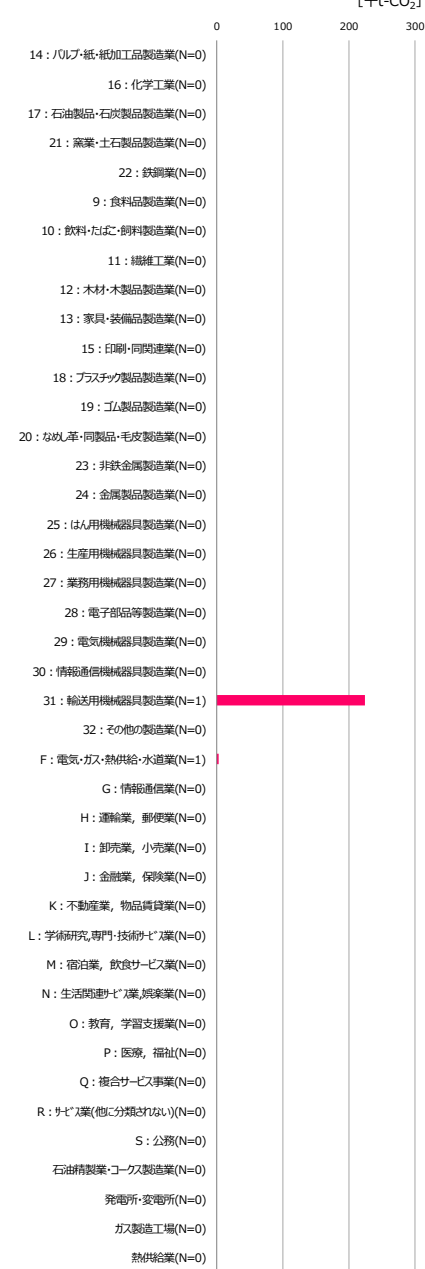 [千t-CO₂]
0 100 200 300
14：パルプ・紙・紙加工品製造業(N=0)
16：化学工業(N=0)
17：石油製品・石炭製品製造業(N=0)
21：窯業・土石製品製造業(N=0)
22：鉄鋼業(N=0)
9：食料品製造業(N=0)
10：飲料・たばこ・飼料製造業(N=0)
11：繊維工業(N=0)
12：木材・木製品製造業(N=0)
13：家具・装備品製造業(N=0)
15：印刷・同関連業(N=0)
18：プラスチック製品製造業(N=0)
19：ゴム製品製造業(N=0)
20：なめし革・同製品・毛皮製造業(N=0)
23：非鉄金属製造業(N=0)
24：金属製品製造業(N=0)
25：はん用機械器具製造業(N=0)
26：生産用機械器具製造業(N=0)
27：業務用機械器具製造業(N=0)
28：電子部品等製造業(N=0)
29：電気機械器具製造業(N=0)
30：情報通信機械器具製造業(N=0)
31：輸送用機械器具製造業(N=1)
32：その他の製造業(N=0)
F：電気・ガス・熱供給・水道業(N=1)
G：情報通信業(N=0)
H：運輸業，郵便業(N=0)
I：卸売業，小売業(N=0)
J：金融業，保険業(N=0)
K：不動産業，物品賃貸業(N=0)
L：学術研究,専門・技術ｻｰﾋﾞｽ業(N=0)
M：宿泊業，飲食サービス業(N=0)
N：生活関連ｻｰﾋﾞｽ業,娯楽業(N=0)
O：教育，学習支援業(N=0)
P：医療，福祉(N=0)
Q：複合サービス事業(N=0)
R：ｻｰﾋﾞｽ業(他に分類されない)(N=0)
S：公務(N=0)
石油精製業・コークス製造業(N=0)
発電所・変電所(N=0)
ガス製造工場(N=0)
熱供給業(N=0)